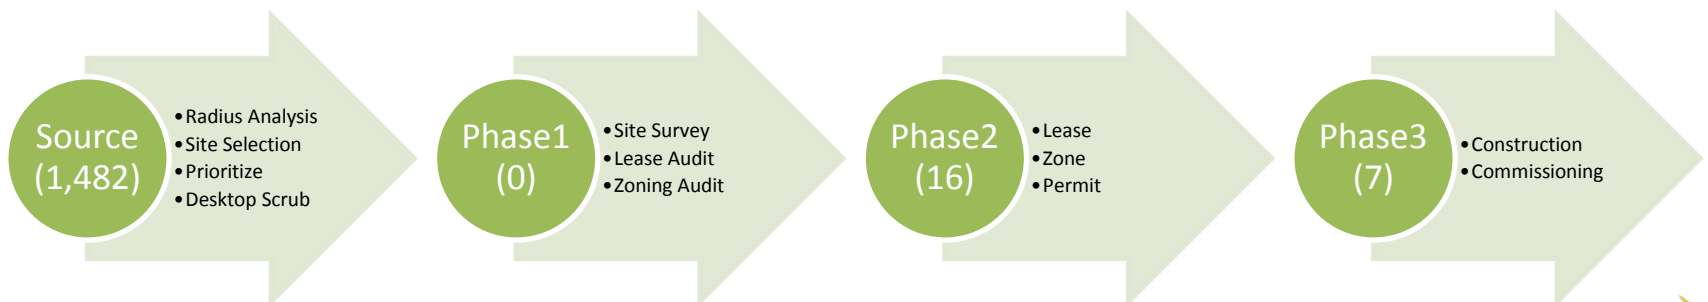 Source
(1,482)
•Radius Analysis
•Site Selection
•Prioritize
•Desktop Scrub
Phase1
(0)
•Site Survey
•Lease Audit
•Zoning Audit
Phase2
(16)
•Lease
•Zone
•Permit
Phase3
(7)
•Construction
•Commissioning